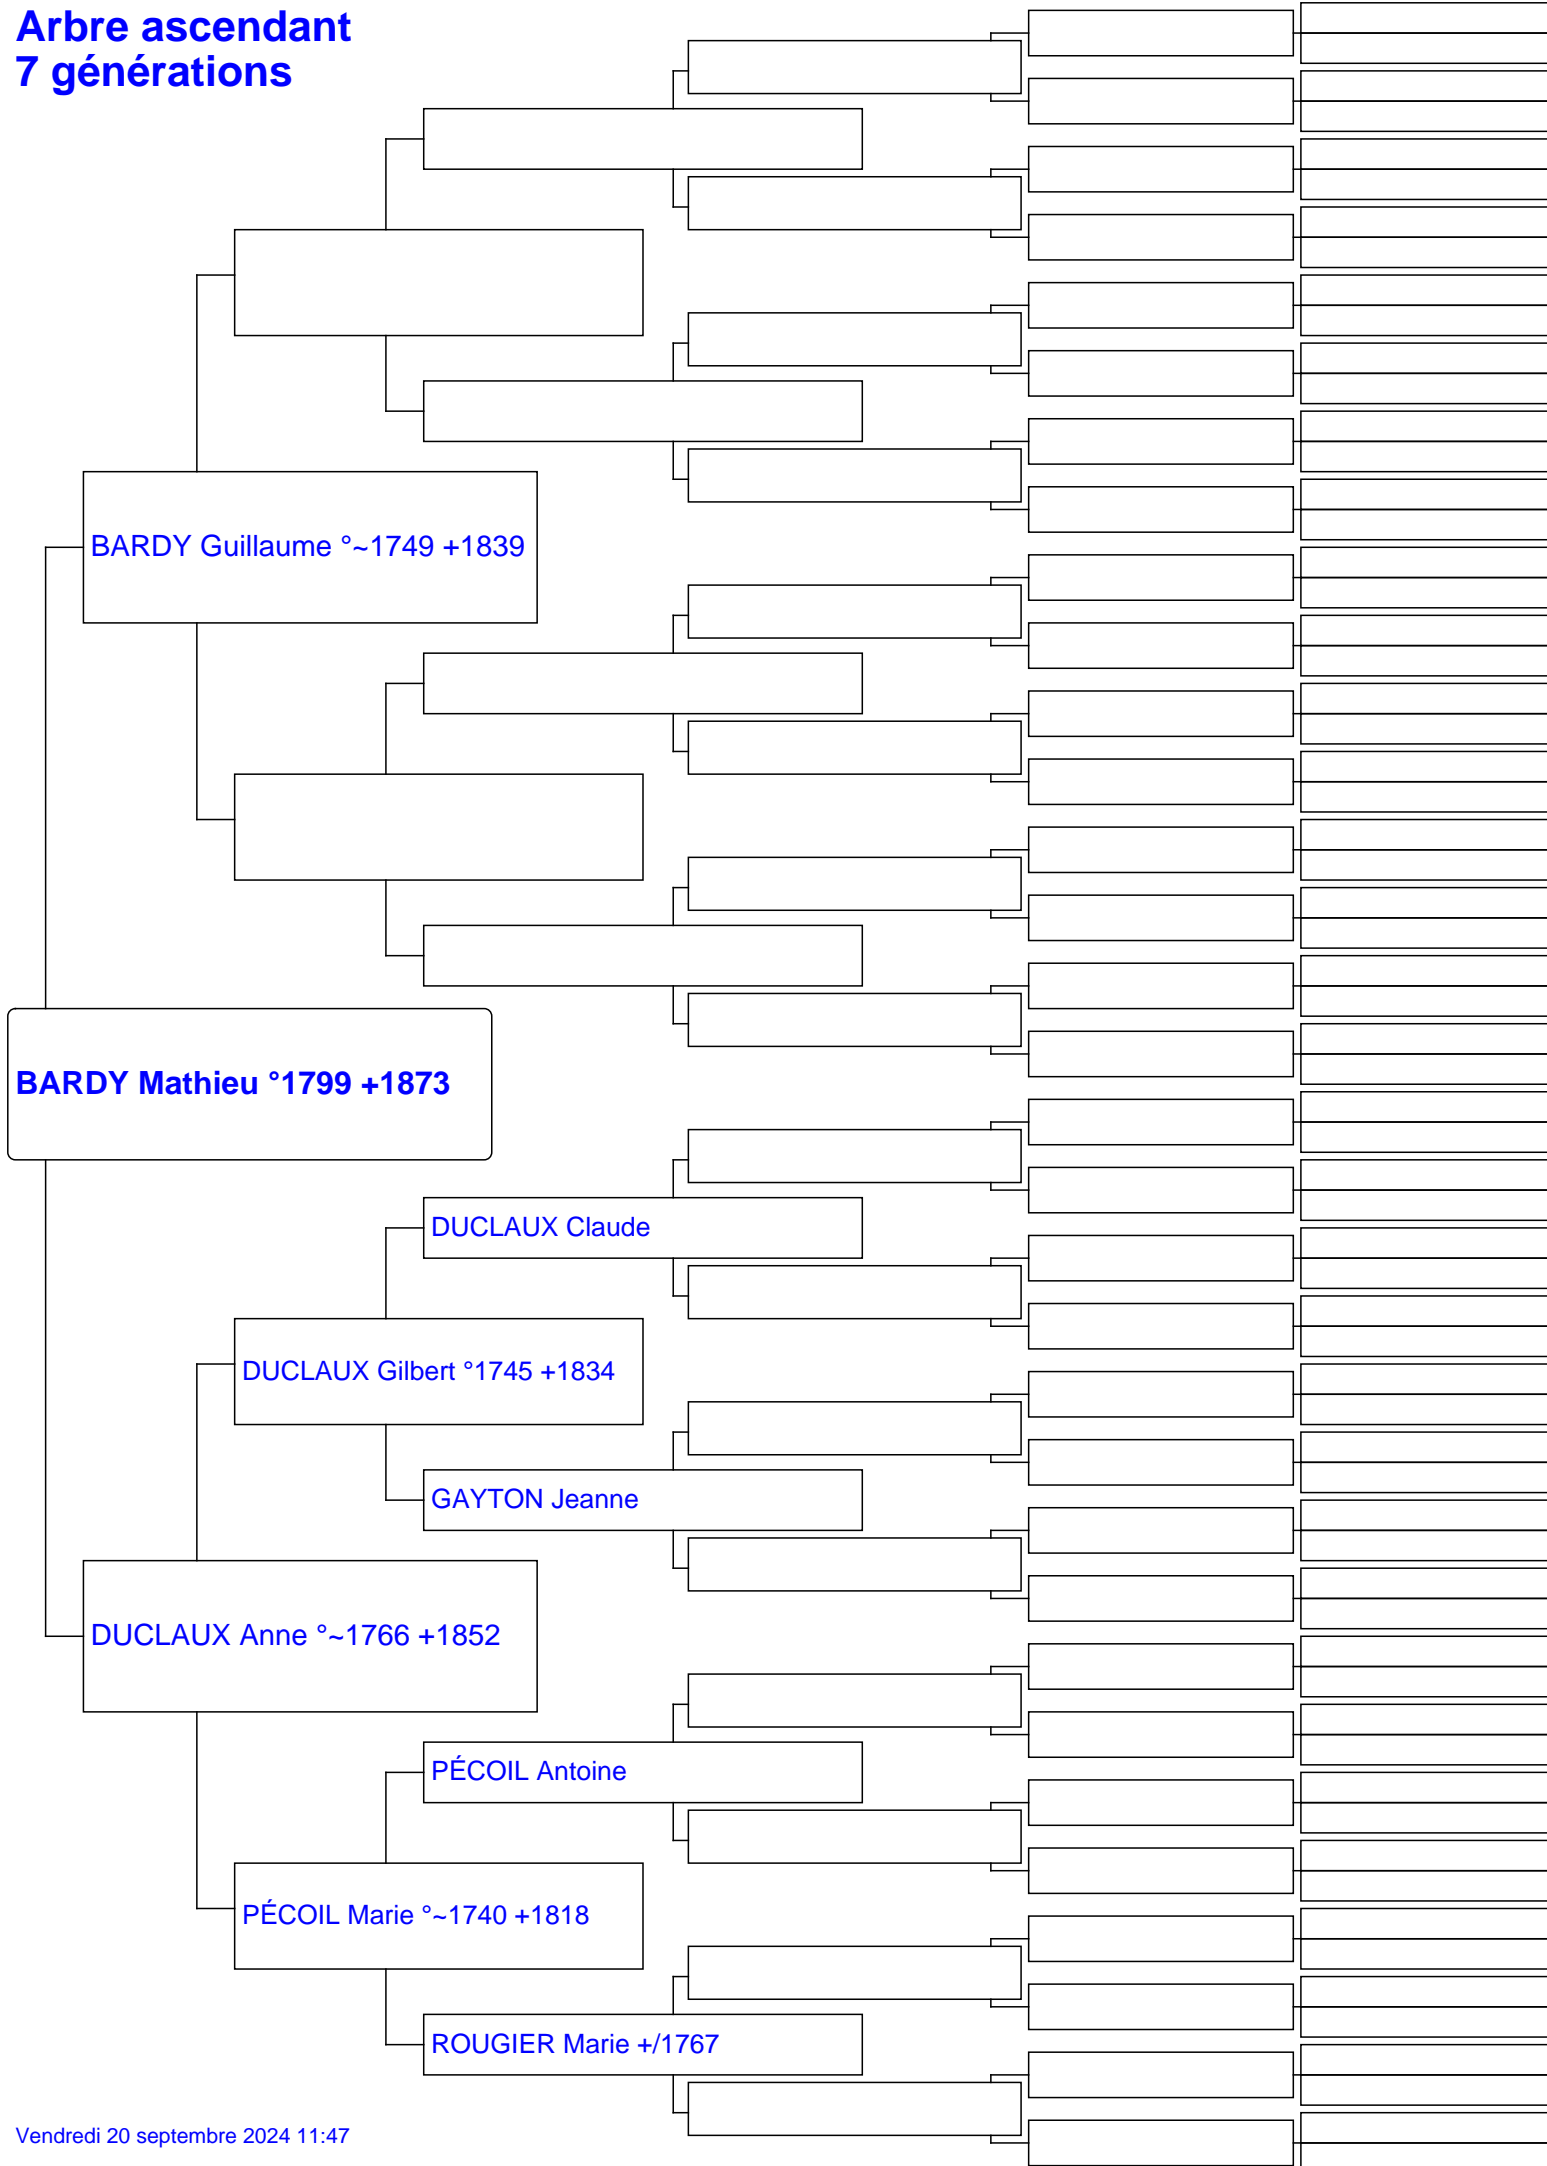 Arbre ascendant
7 générations
BARDY Guillaume °~1749 +1839
BARDY Mathieu °1799 +1873
DUCLAUX Claude
DUCLAUX Gilbert °1745 +1834
GAYTON Jeanne
DUCLAUX Anne °~1766 +1852
PÉCOIL Antoine
PÉCOIL Marie °~1740 +1818
ROUGIER Marie +/1767
Vendredi 20 septembre 2024 11:47